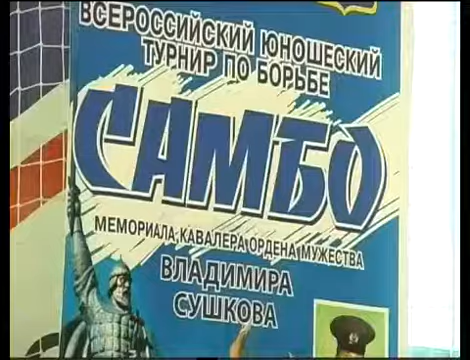 ВСЕРОССИЙСКИЙ ЮНОШЕСКИЙ
ТУРНИР ПО БОРЬБЕ
САМБО
МЕМОРИАЛА КАВАЛЕРА ОРДЕНА МУЖЕСТВА
ВЛАДИМИРА
СУШКОВА